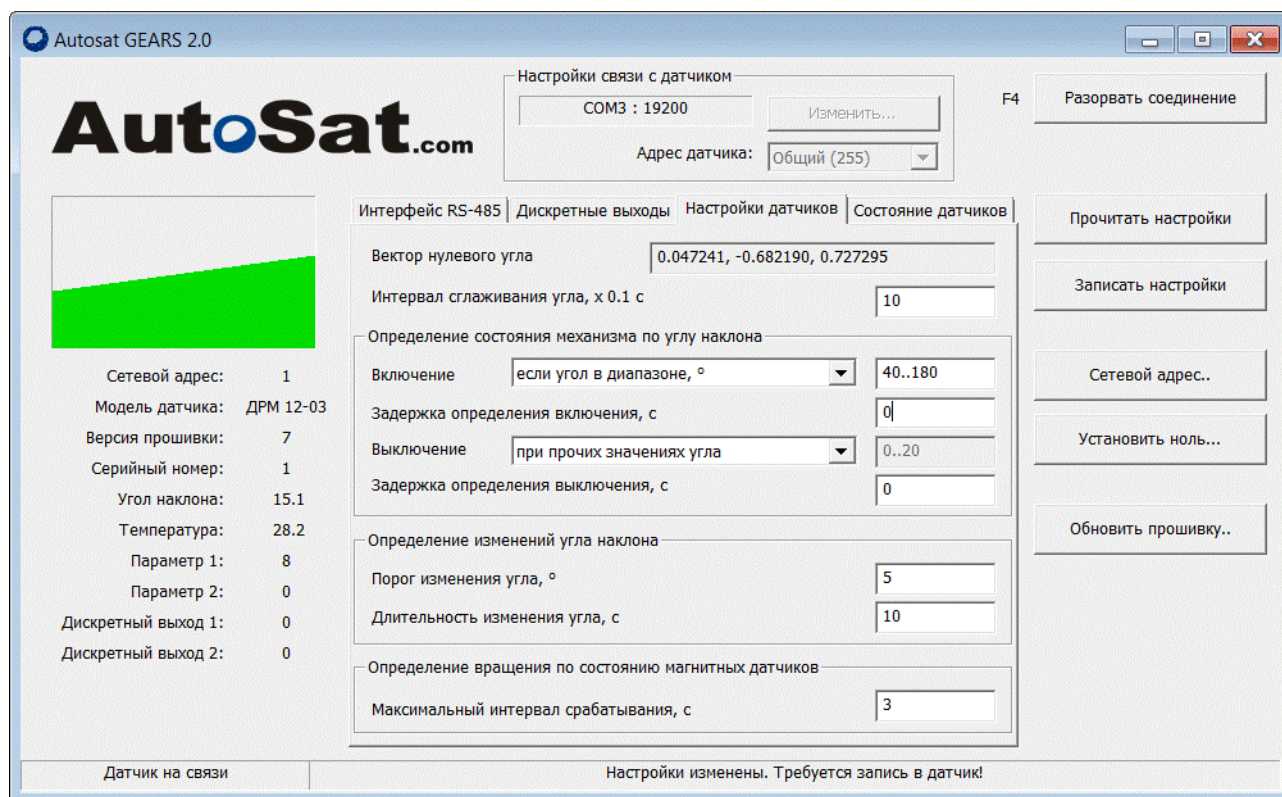 Autosat GEARS 2.0
AutoSat.com
Настройки связи с датчиком
COM3 : 19200
Изменить...
Адрес датчика:
Общий (255)
F4
Разорвать соединение
Интерфейс RS-485
Дискретные выходы
Настройки датчиков
Состояние датчиков
Вектор нулевого угла
0.047241, -0.682190, 0.727295
Интервал сглаживания угла, x 0.1 с
10
Определение состояния механизма по углу наклона
Включение
если угол в диапазоне, º
40..180
Задержка определения включения, с
0
Выключение
при прочих значениях угла
0..20
Задержка определения выключения, с
0
Определение изменений угла наклона
Порог изменения угла, º
5
Длительность изменения угла, с
10
Определение вращения по состоянию магнитных датчиков
Максимальный интервал срабатывания, с
3
Прочитать настройки
Записать настройки
Сетевой адрес..
Установить ноль...
Обновить прошивку..
Сетевой адрес: 1
Модель датчика: ДРМ 12-03
Версия прошивки: 7
Серийный номер: 1
Угол наклона: 15.1
Температура: 28.2
Параметр 1: 8
Параметр 2: 0
Дискретный выход 1: 0
Дискретный выход 2: 0
Датчик на связи
Настройки изменены. Требуется запись в датчик!